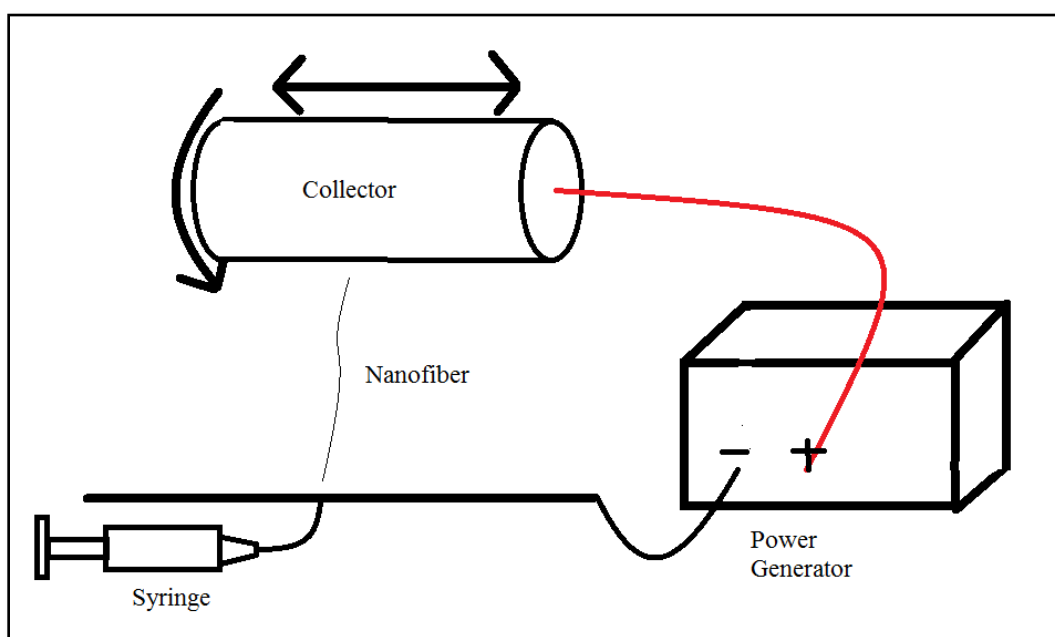 Collector
Nanofiber
- +
Power
Generator
Syringe